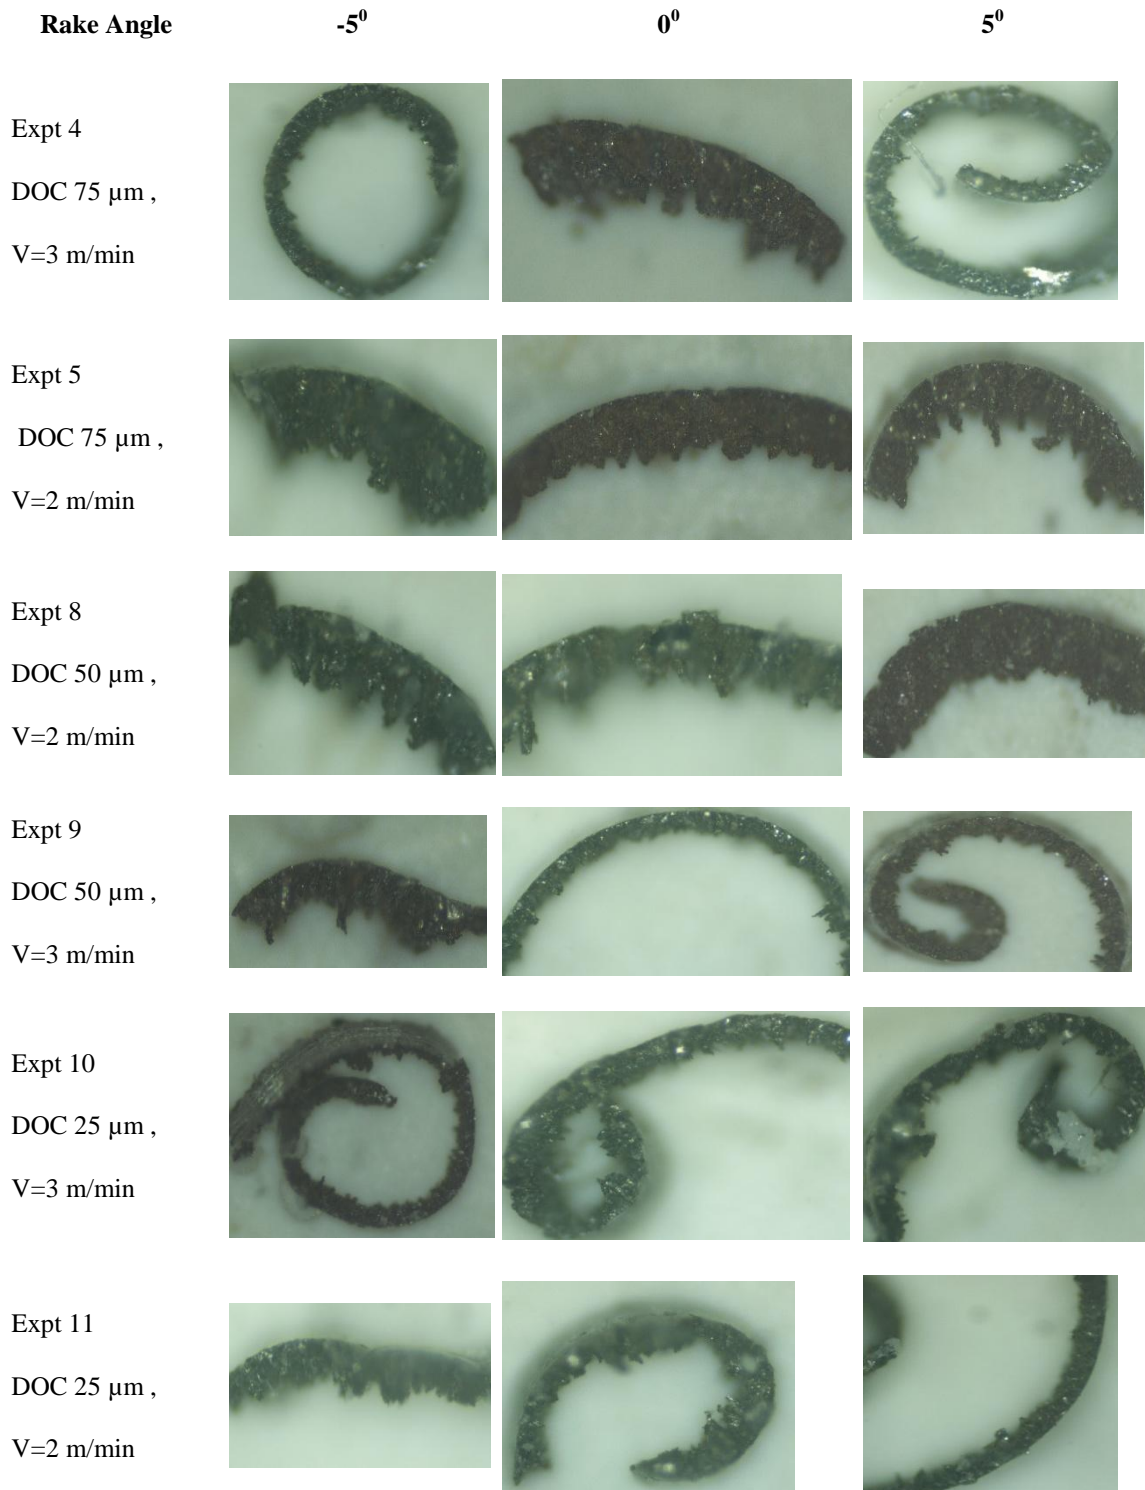 Rake Angle -5⁰ 0⁰ 5⁰
Expt 4
DOC 75 µm ,
V=3 m/min
Expt 5
DOC 75 µm ,
V=2 m/min
Expt 8
DOC 50 µm ,
V=2 m/min
Expt 9
DOC 50 µm ,
V=3 m/min
Expt 10
DOC 25 µm ,
V=3 m/min
Expt 11
DOC 25 µm ,
V=2 m/min